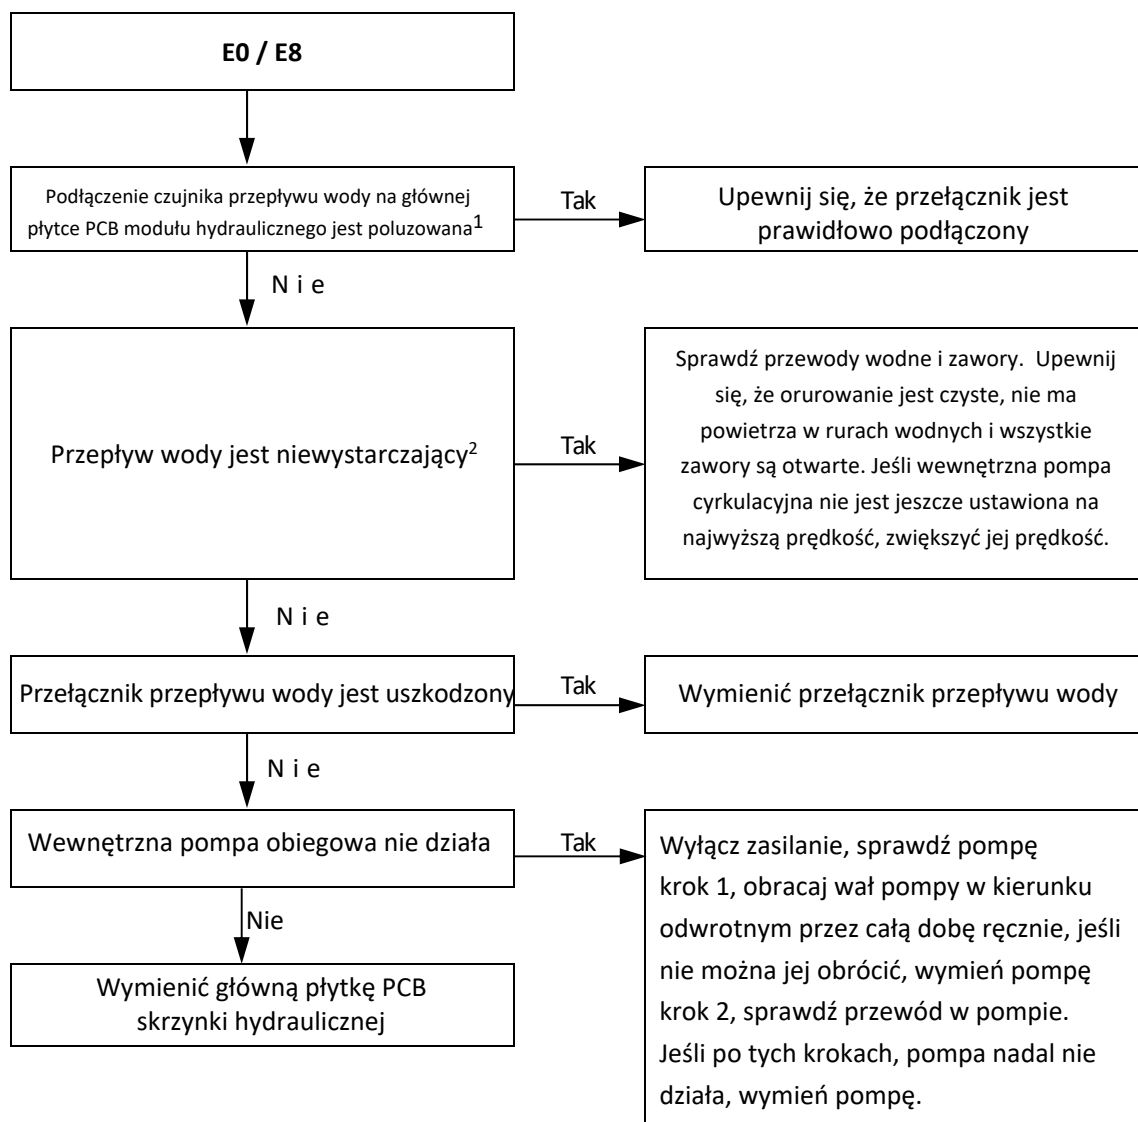 E0 / E8
Podłączenie czujnika przepływu wody na głównej
płytce PCB modułu hydraulicznego jest poluzowana1
Tak
Upewnij się, że przełącznik jest
prawidłowo podłączony
N i e
Przepływ wody jest niewystarczający2
Tak
Sprawdź przewody wodne i zawory. Upewnij
się, że orurowanie jest czyste, nie ma
powietrza w rurach wodnych i wszystkie
zawory są otwarte. Jeśli wewnętrzna pompa
cyrkulacyjna nie jest jeszcze ustawiona na
najwyższą prędkość, zwiększyć jej prędkość.
N i e
Przełącznik przepływu wody jest uszkodzony
Tak
Wymienić przełącznik przepływu wody
N i e
Wewnętrzna pompa obiegowa nie działa
Tak
Wyłącz zasilanie, sprawdź pompę
krok 1, obracaj wał pompy w kierunku
odwrotnym przez całą dobę ręcznie, jeśli
nie można jej obrócić, wymień pompę
krok 2, sprawdź przewód w pompie.
Jeśli po tych krokach, pompa nadal nie
działa, wymień pompę.
Nie
Wymienić główną płytkę PCB
skrzynki hydraulicznej